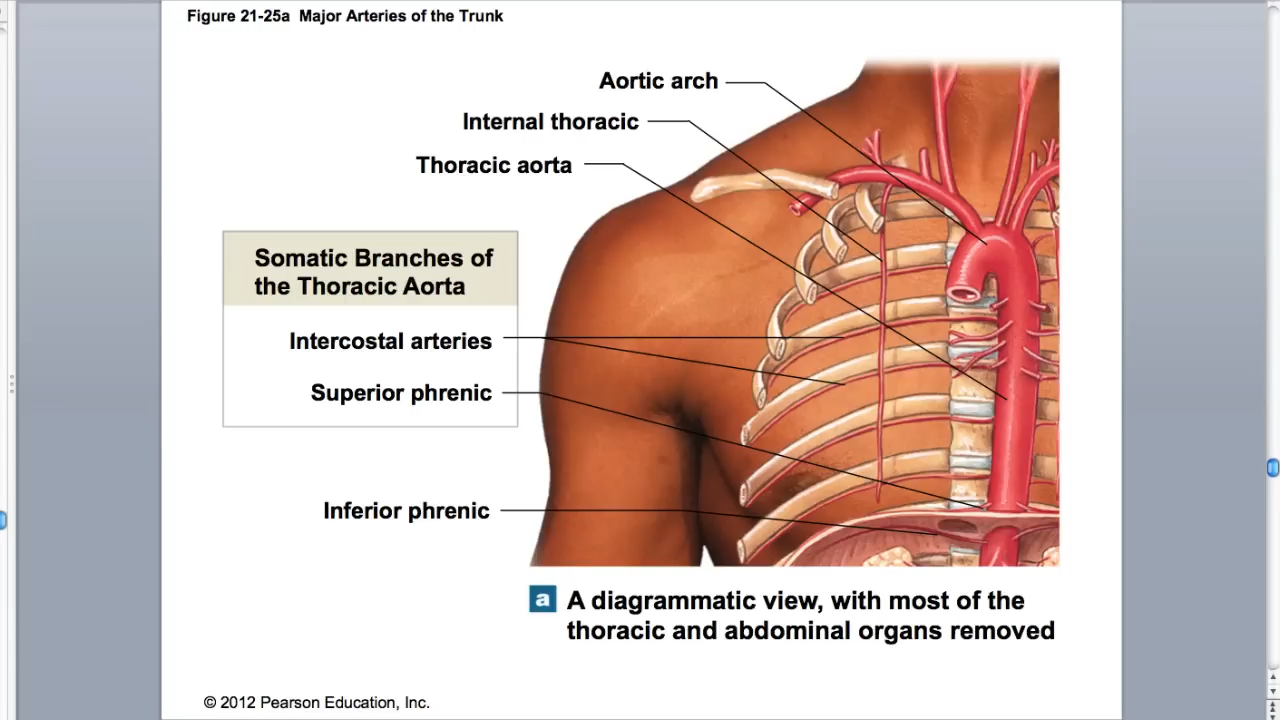 Figure 21-25a Major Arteries of the Trunk
Aortic arch
Internal thoracic
Thoracic aorta
Somatic Branches of
the Thoracic Aorta
Intercostal arteries
Superior phrenic
Inferior phrenic
a A diagrammatic view, with most of the
thoracic and abdominal organs removed
© 2012 Pearson Education, Inc.